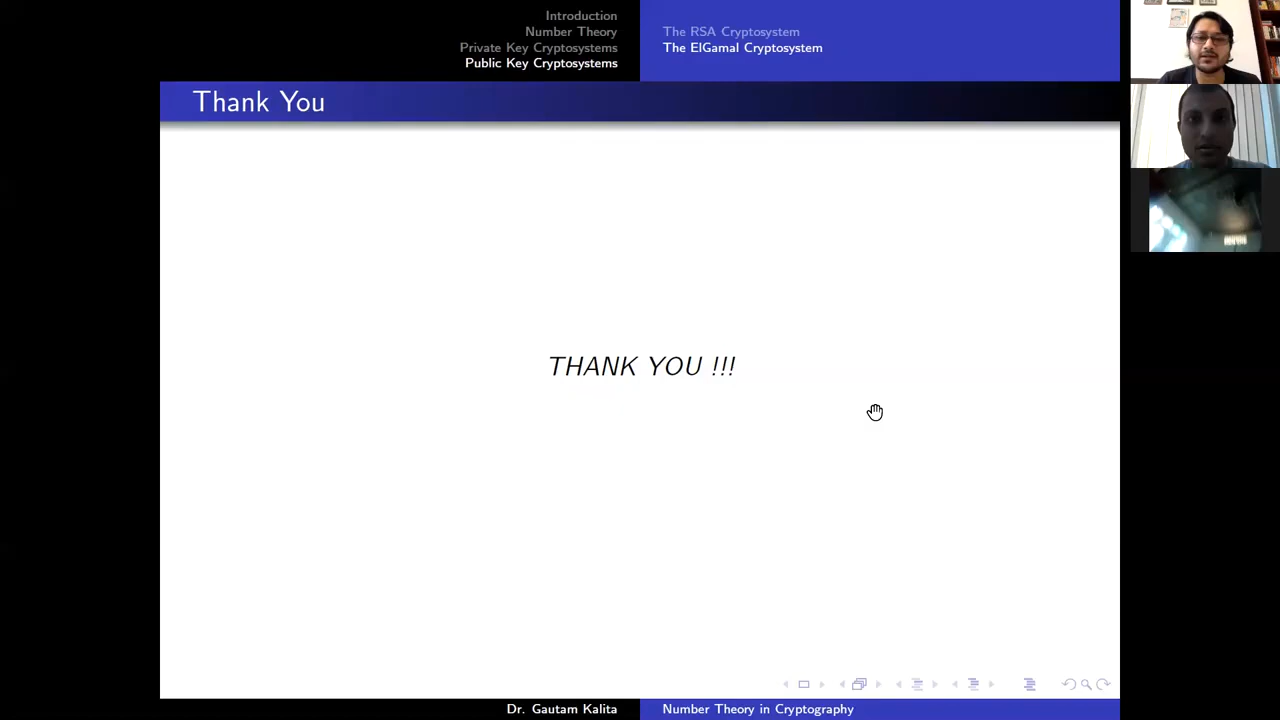 Introduction
Number Theory
Private Key Cryptosystems
Public Key Cryptosystems
The RSA Cryptosystem
The ElGamal Cryptosystem
Thank You
THANK YOU !!!
Dr. Gautam Kalita
Number Theory in Cryptography